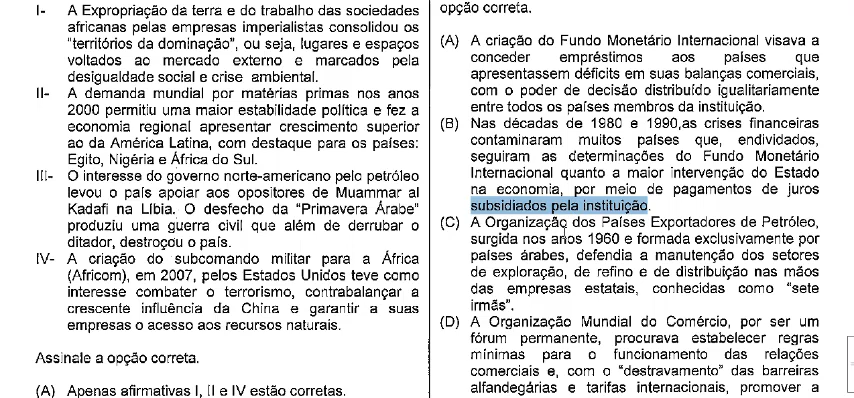 I- A Expropriação da terra e do trabalho das sociedades
africanas pelas empresas imperialistas consolidou os
"territórios da dominação", ou seja, lugares e espaços
voltados ao mercado externo e marcados pela
desigualdade social e crise ambiental.
II- A demanda mundial por matérias primas nos anos
2000 permitiu uma maior estabilidade política e fez a
economia regional apresentar crescimento superior
ao da América Latina, com destaque para os países:
Egito, Nigéria e África do Sul.
III- O interesse do governo norte-americano pelo petróleo
levou o país apoiar aos opositores de Muammar al
Kadafi na Líbia. O desfecho da "Primavera Árabe"
produziu uma guerra civil que além de derrubar o
ditador, destroçou o país.
IV- A criação do subcomando militar para a África
(Africom), em 2007, pelos Estados Unidos teve como
interesse combater o terrorismo, contrabalançar a
crescente influência da China e garantir a suas
empresas o acesso aos recursos naturais.
Assinale a opção correta.
(A) Apenas afirmativas I, II e IV estão corretas.
opção correta.
(A) A criação do Fundo Monetário Internacional visava a
conceder empréstimos aos países que
apresentassem déficits em suas balanças comerciais,
com o poder de decisão distribuído igualitariamente
entre todos os países membros da instituição.
(B) Nas décadas de 1980 e 1990,as crises financeiras
contaminaram muitos países que, endividados,
seguiram as determinações do Fundo Monetário
Internacional quanto a maior intervenção do Estado
na economia, por meio de pagamentos de juros
subsidiados pela instituição.
(C) A Organização dos Países Exportadores de Petróleo,
surgida nos anos 1960 e formada exclusivamente por
países árabes, defendia a manutenção dos setores
de exploração, de refino e de distribuição nas mãos
das empresas estatais, conhecidas como "sete
irmãs".
(D) A Organização Mundial do Comércio, por ser um
fórum permanente, procurava estabelecer regras
mínimas para o funcionamento das relações
comerciais e, com o "destravamento" das barreiras
alfandegárias e tarifas internacionais, promover a